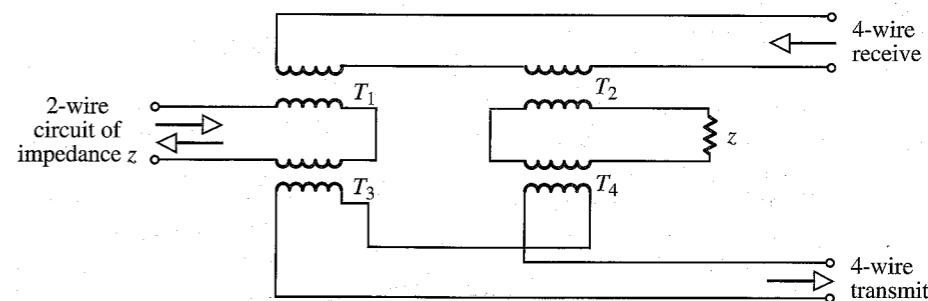 4-wire
receive
T1
T2
2-wire
circuit of
impedance z
z
T3
T4
4-wire
transmit